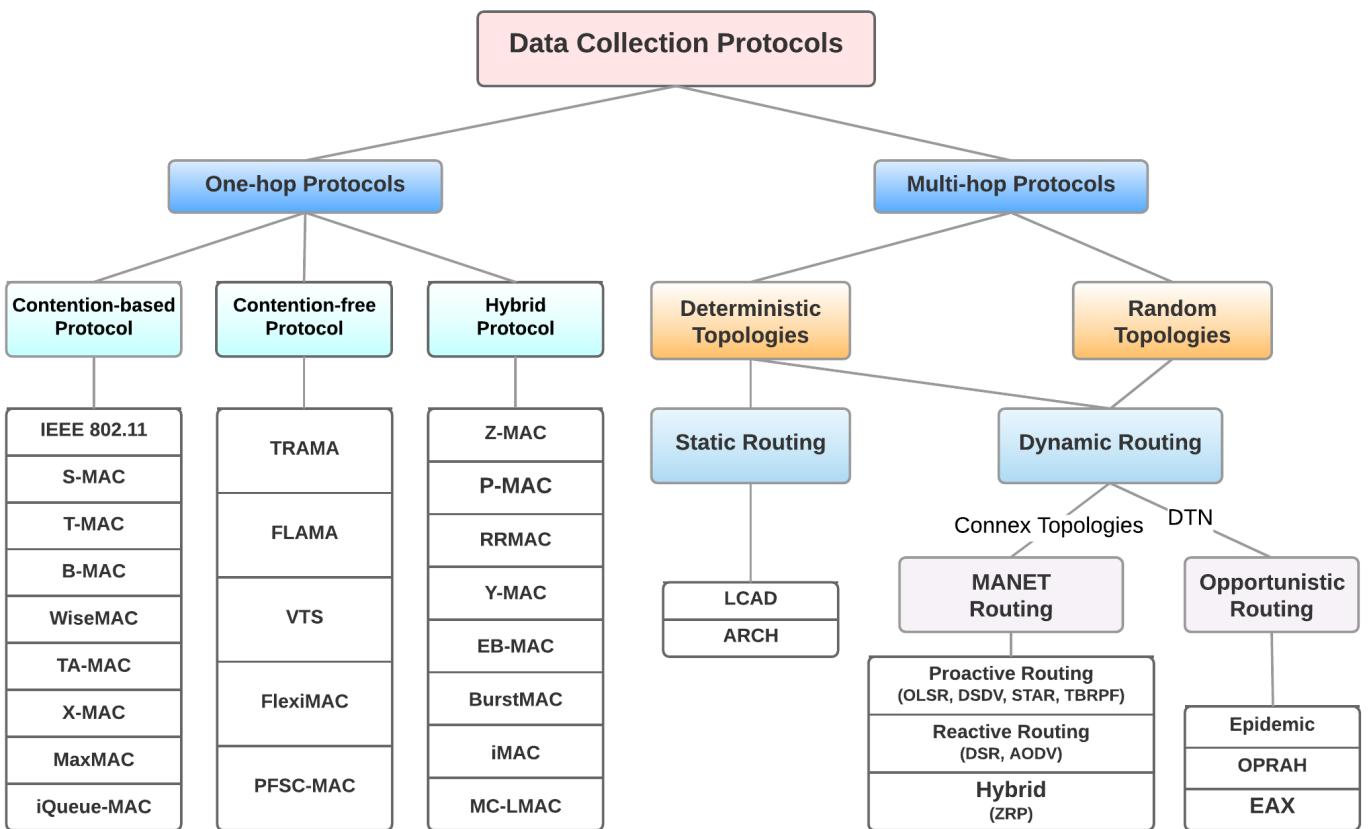 Data Collection Protocols
One-hop Protocols
Multi-hop Protocols
Contention-based
Protocol
Contention-free
Protocol
Hybrid
Protocol
Deterministic
Topologies
Random
Topologies
IEEE 802.11
S-MAC
T-MAC
B-MAC
WiseMAC
TA-MAC
X-MAC
MaxMAC
iQueue-MAC
TRAMA
FLAMA
VTS
FlexiMAC
PFSC-MAC
Z-MAC
P-MAC
RRMAC
Y-MAC
EB-MAC
BurstMAC
iMAC
MC-LMAC
Static Routing
Dynamic Routing
LCAD
ARCH
Connex Topologies
DTN
MANET
Routing
Opportunistic
Routing
Proactive Routing
(OLSR, DSDV, STAR, TBRPF)
Reactive Routing
(DSR, AODV)
Hybrid
(ZRP)
Epidemic
OPRAH
EAX